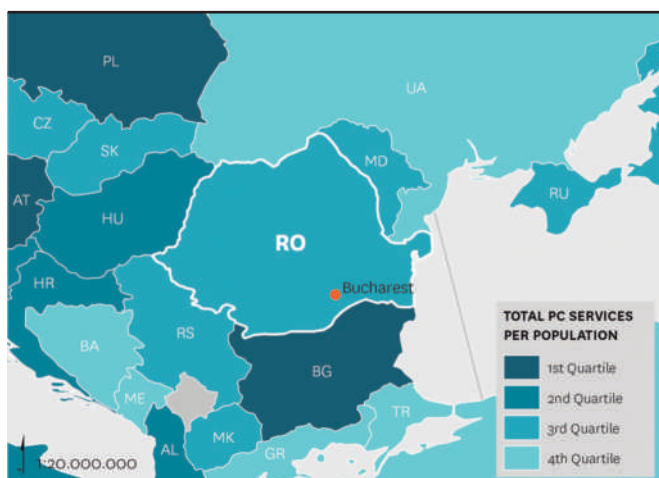 PL
UA
CZ
SK
MD
AT
HU
RU
RO
HR
Bucharest
BA
RS
BG
ME
AL
MK
GR
TR
1:20.000.000
TOTAL PC SERVICES
PER POPULATION
1st Quartile
2nd Quartile
3rd Quartile
4th Quartile